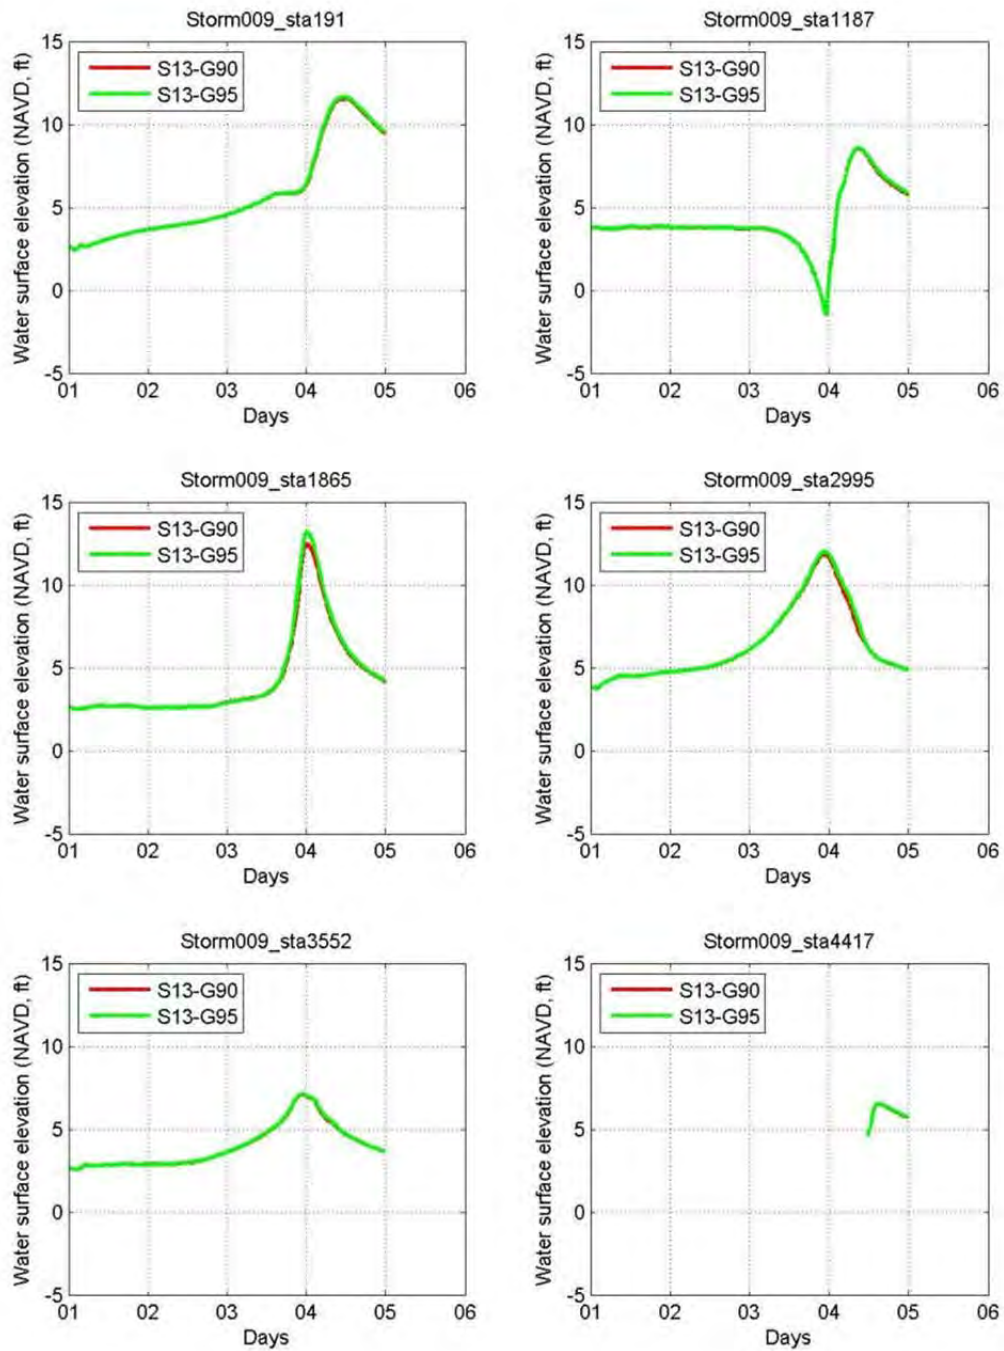 Storm009_sta191
Water surface elevation (NAVD, ft)
15
10
5
0
-5
S13-G90
S13-G95
01 02 03 04 05 06
Days
Storm009_sta1187
Water surface elevation (NAVD, ft)
15
10
5
0
-5
S13-G90
S13-G95
01 02 03 04 05 06
Days
Storm009_sta1865
Water surface elevation (NAVD, ft)
15
10
5
0
-5
S13-G90
S13-G95
01 02 03 04 05 06
Days
Storm009_sta2995
Water surface elevation (NAVD, ft)
15
10
5
0
-5
S13-G90
S13-G95
01 02 03 04 05 06
Days
Storm009_sta3552
Water surface elevation (NAVD, ft)
15
10
5
0
-5
S13-G90
S13-G95
01 02 03 04 05 06
Days
Storm009_sta4417
Water surface elevation (NAVD, ft)
15
10
5
0
-5
S13-G90
S13-G95
01 02 03 04 05 06
Days